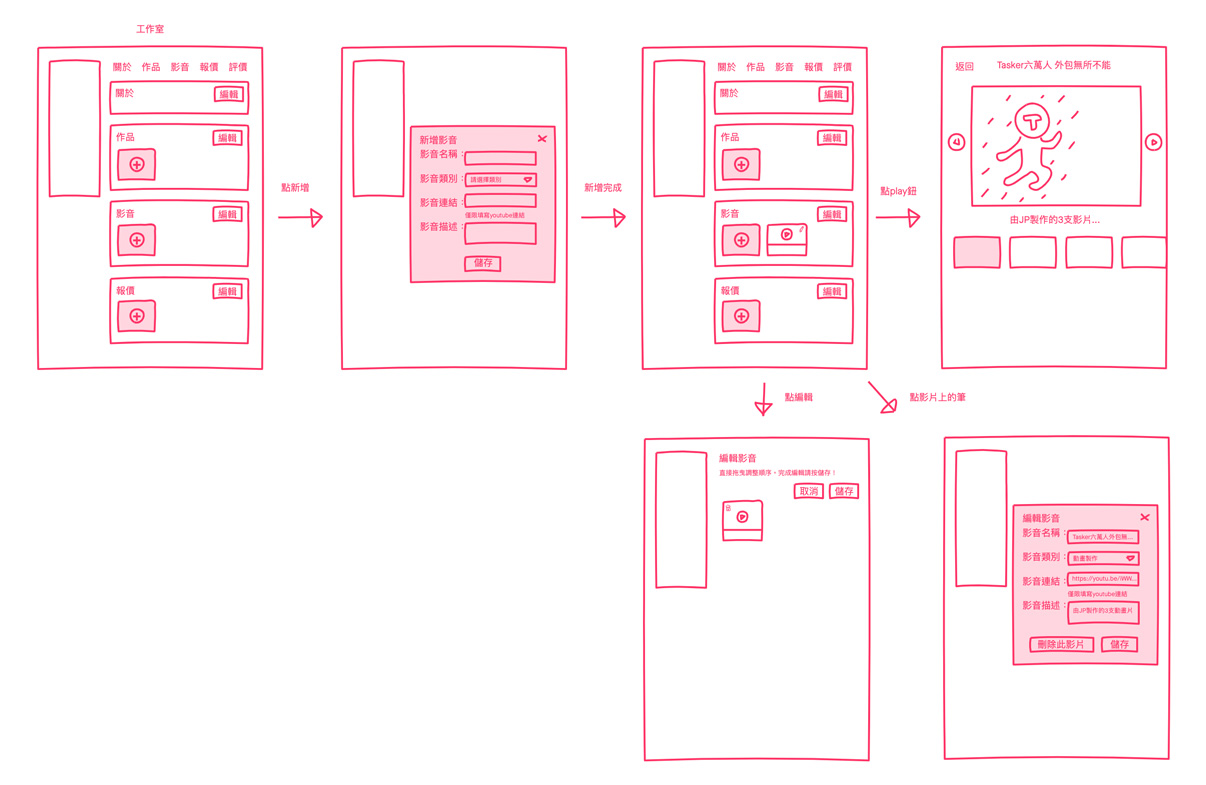 工作室
關於 作品 影音 報價 評價
關於
編輯
作品
編輯
影音
編輯
報價
編輯
點新增
新增影音
影音名稱：
影音類別：
請選擇類別
影音連結：
僅限填寫youtube連結
影音描述：
儲存
新增完成
關於 作品 影音 報價 評價
關於
編輯
作品
編輯
影音
編輯
報價
編輯
點play鈕
返回
Tasker六萬人 外包無所不能
T
由JP製作的3支影片...
點編輯
點影片上的筆
編輯影音
直接拖曳調整順序、完成編輯請按儲存！
取消
儲存
編輯影音
影音名稱：
Tasker六萬人外包無...
影音類別：
動畫製作
影音連結：
https://youtu.be/iWW...
僅限填寫youtube連結
影音描述：
由JP製作的3支動畫片
刪除此影片
儲存